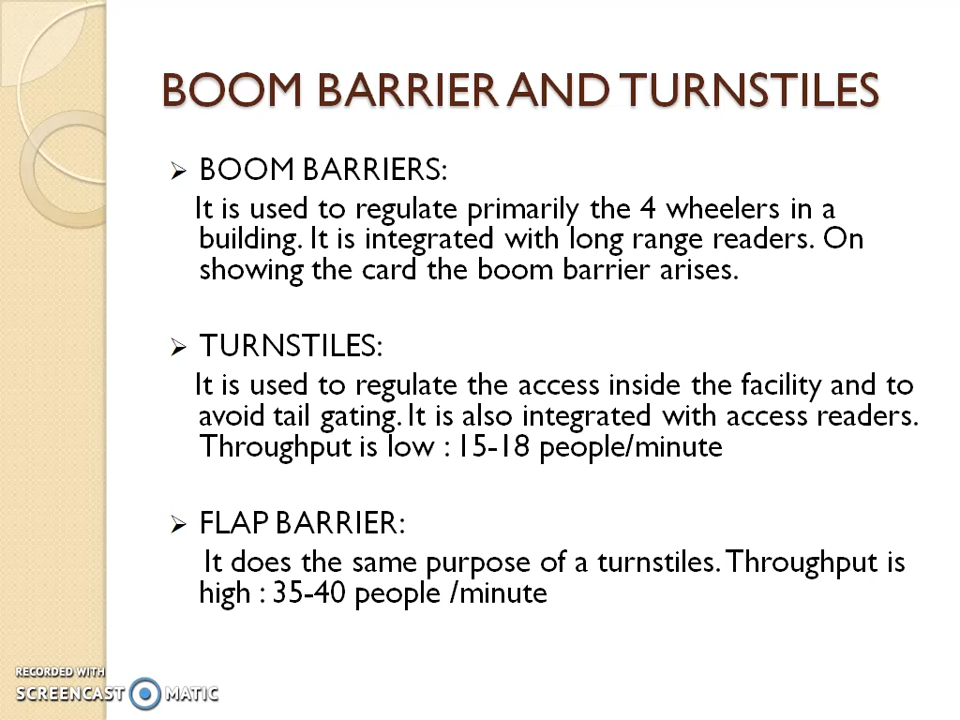 BOOM BARRIER AND TURNSTILES
➢ BOOM BARRIERS:
It is used to regulate primarily the 4 wheelers in a
building. It is integrated with long range readers. On
showing the card the boom barrier arises.
➢ TURNSTILES:
It is used to regulate the access inside the facility and to
avoid tail gating. It is also integrated with access readers.
Throughput is low : 15-18 people/minute
➢ FLAP BARRIER:
It does the same purpose of a turnstiles. Throughput is
high : 35-40 people /minute
RECORDED WITH
SCREENCAST MATIC